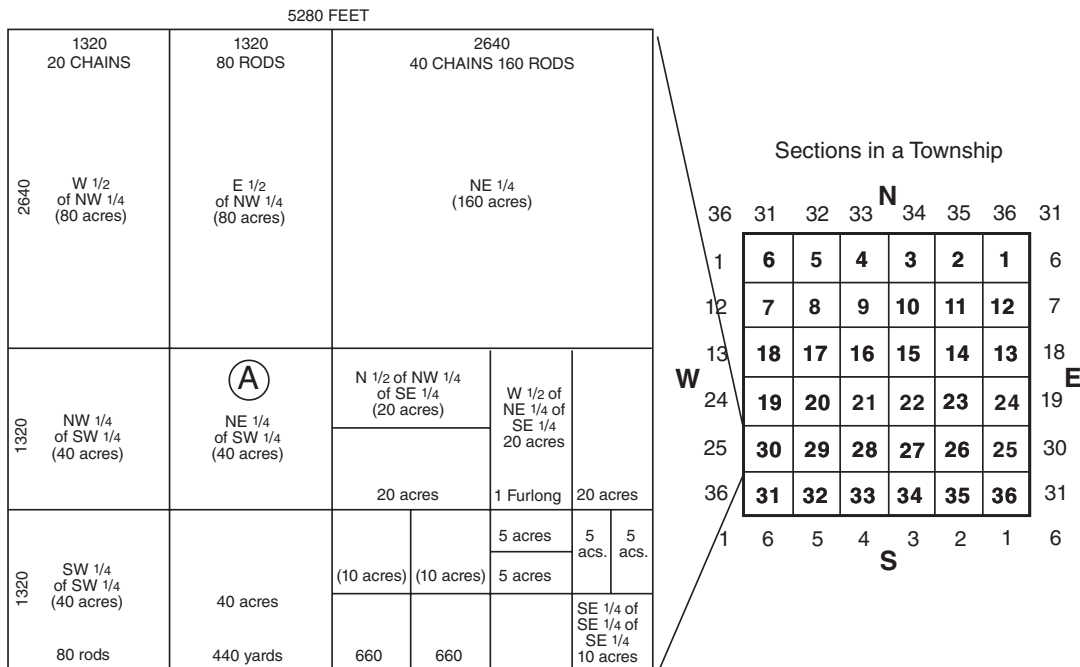 5280 FEET
1320
20 CHAINS
1320
80 RODS
2640
40 CHAINS 160 RODS
2640
W 1/2
of NW 1/4
(80 acres)
E 1/2
of NW 1/4
(80 acres)
NE 1/4
(160 acres)
1320
NW 1/4
of SW 1/4
(40 acres)
A
NE 1/4
of SW 1/4
(40 acres)
N 1/2 of NW 1/4
of SE 1/4
(20 acres)
20 acres
W 1/2 of
NE 1/4 of
SE 1/4
20 acres
1 Furlong
20 acres
1320
SW 1/4
of SW 1/4
(40 acres)
80 rods
40 acres
440 yards
(10 acres)
(10 acres)
660
660
5 acres
5 acres
5
acs.
5
acs.
SE 1/4 of
SE 1/4 of
SE 1/4
10 acres
Sections in a Township
N
36 31 32 33 34 35 36 31
1 6 5 4 3 2 1 6
12 7 8 9 10 11 12 7
13 18 17 16 15 14 13 18
W
E
24 19 20 21 22 23 24 19
25 30 29 28 27 26 25 30
36 31 32 33 34 35 36 31
1 6 5 4 3 2 1 6
S